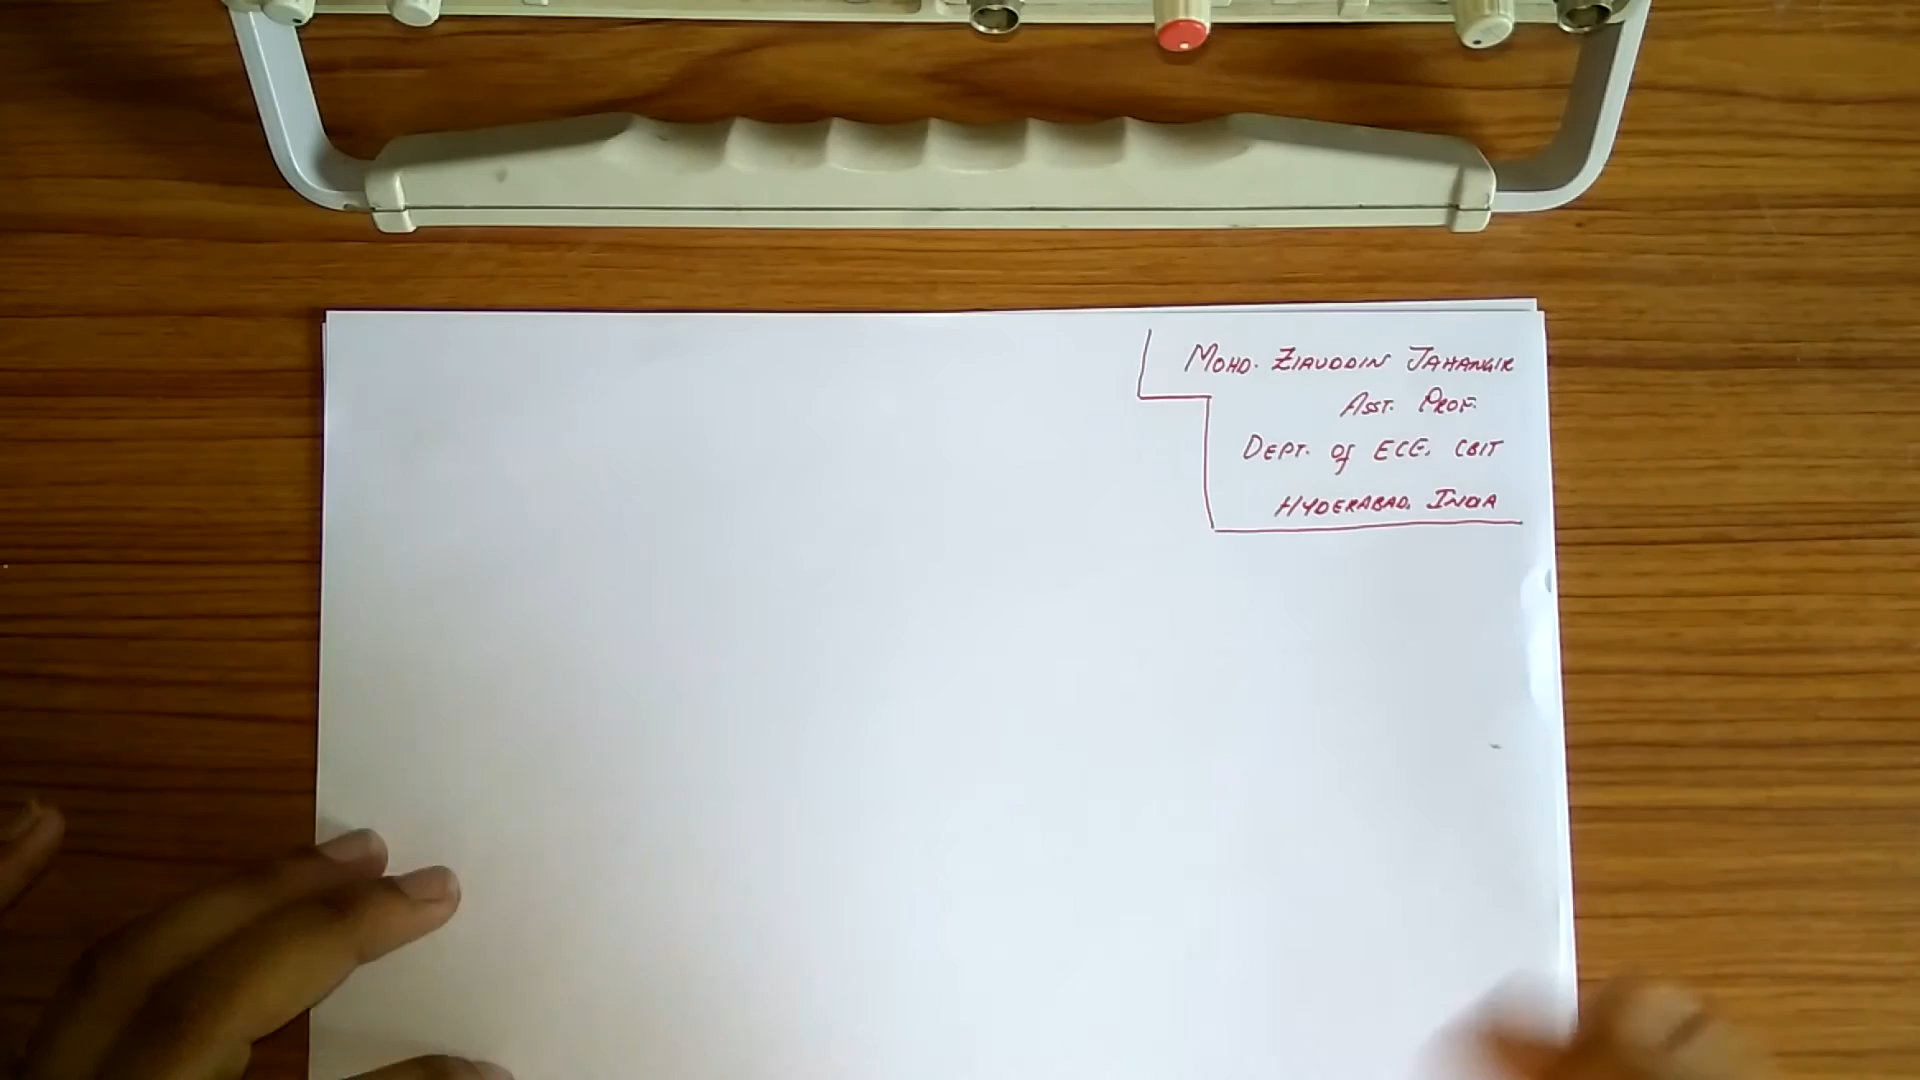 MOHD. ZIAUDDIN JAHANGIR
ASST. PROF.
DEPT. of ECE, CBIT
HYDERABAD, INDIA